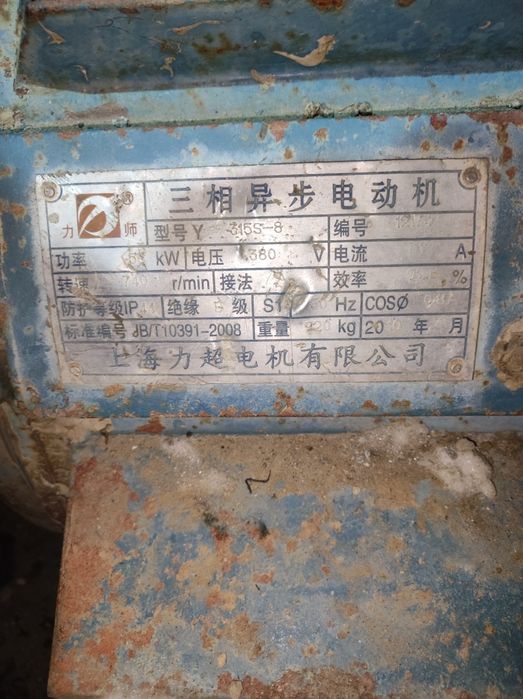 三相异步电动机
力 师 ® 型号 Y 315S-8 编号
功率 kW 电压 380 V 电流 A
转速 r/min 接法 效率 %
防护等级IP 绝缘 级 S1 Hz COSØ
标准编号 JB/T10391-2008 重量 kg 20 年 月
上海力超电机有限公司